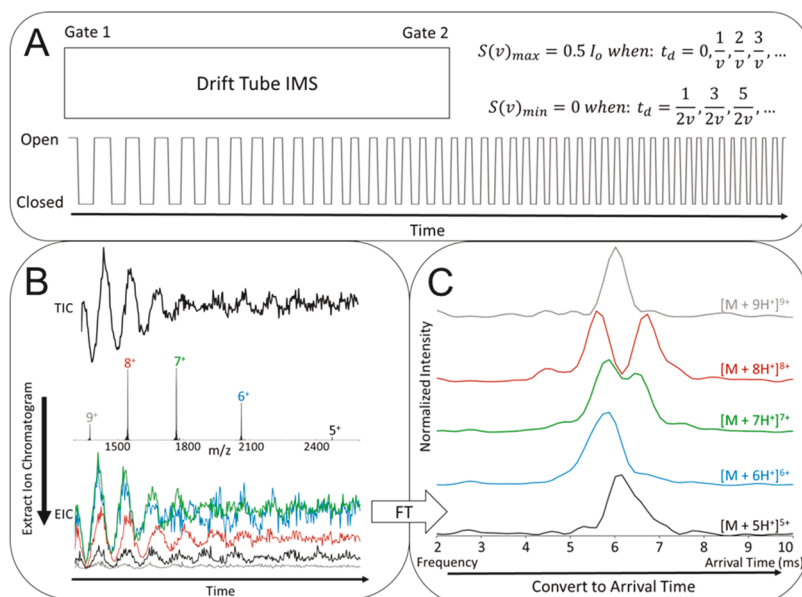 A
Gate 1
Gate 2
Drift Tube IMS
S(v)max = 0.5 Io when: td = 0, 1/v, 2/v, 3/v, ...
S(v)min = 0 when: td = 1/2v, 3/2v, 5/2v, ...
Open
Closed
Time
B
TIC
9+
8+
7+
6+
5+
1500 1800 2100 2400
m/z
Extract Ion Chromatogram
EIC
Time
FT
C
Normalized Intensity
[M + 9H+]9+
[M + 8H+]8+
[M + 7H+]7+
[M + 6H+]6+
[M + 5H+]5+
2 3 4 5 6 7 8 9 10
Frequency
Arrival Time (ms)
Convert to Arrival Time